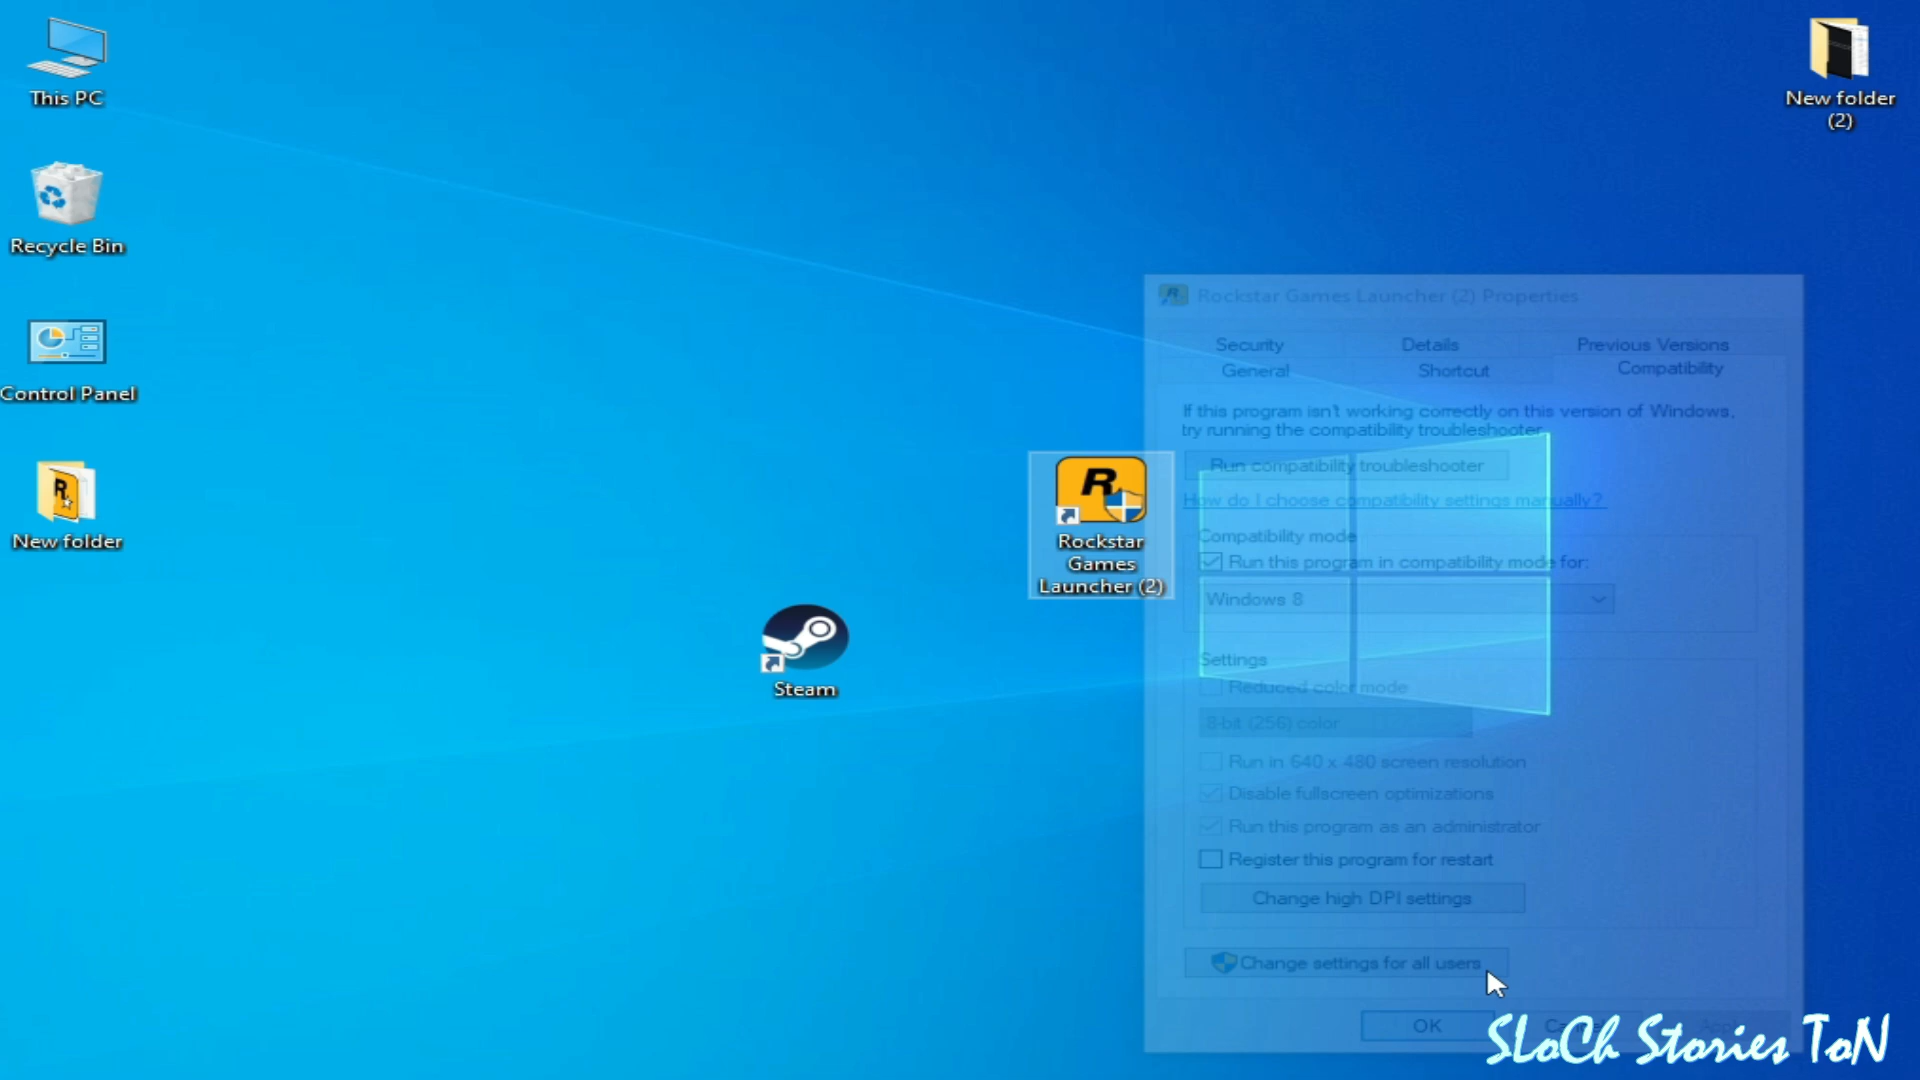 This PC
Recycle Bin
Control Panel
New folder
Steam
Rockstar
Games
Launcher (2)
New folder
(2)
Rockstar Games Launcher (2) Properties
Security Details Previous Versions
General Shortcut Compatibility
If this program isn't working correctly on this version of Windows,
try running the compatibility troubleshooter.
Run compatibility troubleshooter
How do I choose compatibility settings manually?
Compatibility mode
Run this program in compatibility mode for:
Windows 8
Settings
Reduced color mode
8-bit (256) color
Run in 640 x 480 screen resolution
Disable fullscreen optimizations
Run this program as an administrator
Register this program for restart
Change high DPI settings
Change settings for all users
OK
SLoCh Stories ToN